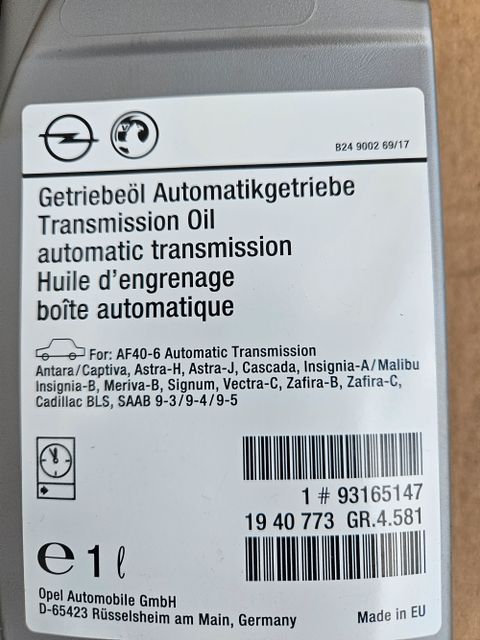 B24 9002 69/17
Getriebeöl Automatikgetriebe
Transmission Oil
automatic transmission
Huile d'engrenage
boîte automatique
For: AF40-6 Automatic Transmission
Antara/Captiva, Astra-H, Astra-J, Cascada, Insignia-A/Malibu
Insignia-B, Meriva-B, Signum, Vectra-C, Zafira-B, Zafira-C,
Cadillac BLS, SAAB 9-3/9-4/9-5
1 # 93165147
19 40 773 GR.4.581
e 1 ℓ
Opel Automobile GmbH
D-65423 Rüsselsheim am Main, Germany
Made in EU